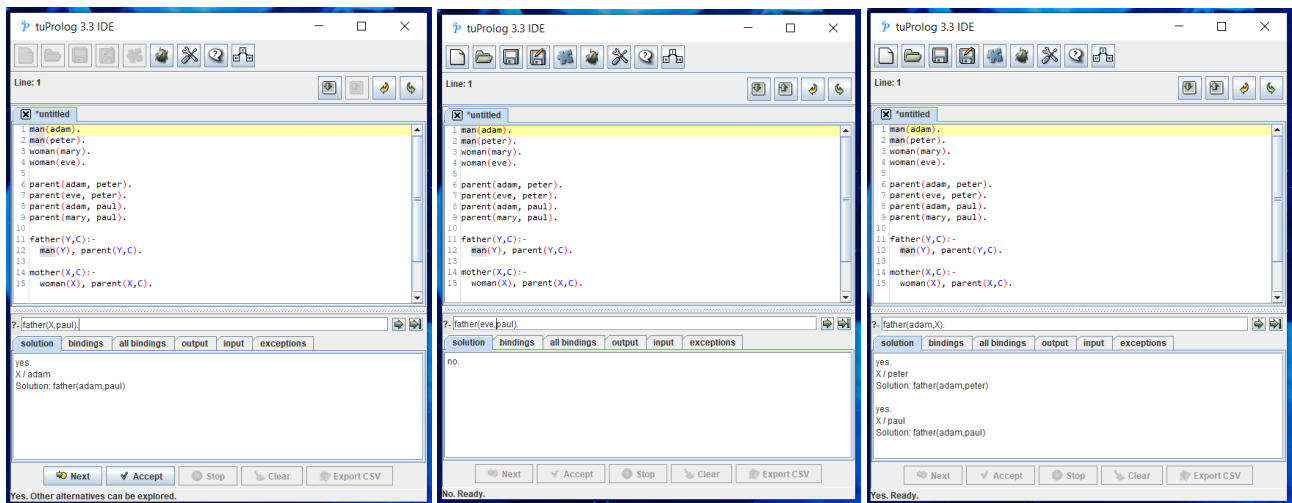 tuProlog 3.3 IDE
Line: 1
*untitled
1 man(adam).
2 man(peter).
3 woman(mary).
4 woman(eve).
5
6 parent(adam, peter).
7 parent(eve, peter).
8 parent(adam, paul).
9 parent(mary, paul).
10
11 father(Y,C):-
12 man(Y), parent(Y,C).
13
14 mother(X,C):-
15 woman(X), parent(X,C).
?- father(X,paul).
solution bindings all bindings output input exceptions
yes.
X / adam
Solution: father(adam,paul)
Next Accept Stop Clear Export CSV
Yes. Other alternatives can be explored.
tuProlog 3.3 IDE
Line: 1
*untitled
1 man(adam).
2 man(peter).
3 woman(mary).
4 woman(eve).
5
6 parent(adam, peter).
7 parent(eve, peter).
8 parent(adam, paul).
9 parent(mary, paul).
10
11 father(Y,C):-
12 man(Y), parent(Y,C).
13
14 mother(X,C):-
15 woman(X), parent(X,C).
?- father(eve,paul).
solution bindings all bindings output input exceptions
no.
Next Accept Stop Clear Export CSV
No. Ready.
tuProlog 3.3 IDE
Line: 1
*untitled
1 man(adam).
2 man(peter).
3 woman(mary).
4 woman(eve).
5
6 parent(adam, peter).
7 parent(eve, peter).
8 parent(adam, paul).
9 parent(mary, paul).
10
11 father(Y,C):-
12 man(Y), parent(Y,C).
13
14 mother(X,C):-
15 woman(X), parent(X,C).
?- father(adam,X).
solution bindings all bindings output input exceptions
yes.
X / peter
Solution: father(adam,peter)
yes.
X / paul
Solution: father(adam,paul)
Next Accept Stop Clear Export CSV
Yes. Ready.